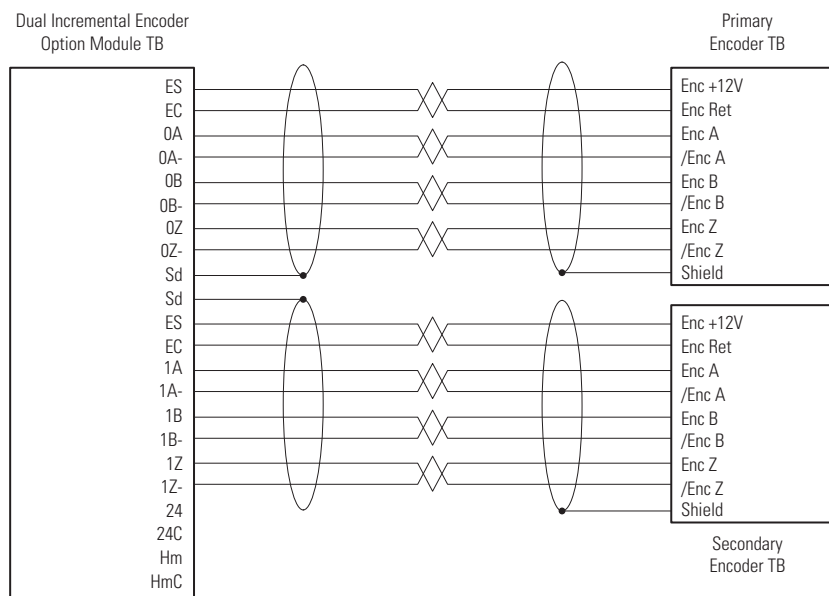 Dual Incremental Encoder
Option Module TB
Primary
Encoder TB
ES
EC
0A
0A-
0B
0B-
0Z
0Z-
Sd
Sd
ES
EC
1A
1A-
1B
1B-
1Z
1Z-
24
24C
Hm
HmC
Enc +12V
Enc Ret
Enc A
/Enc A
Enc B
/Enc B
Enc Z
/Enc Z
Shield
Enc +12V
Enc Ret
Enc A
/Enc A
Enc B
/Enc B
Enc Z
/Enc Z
Shield
Secondary
Encoder TB